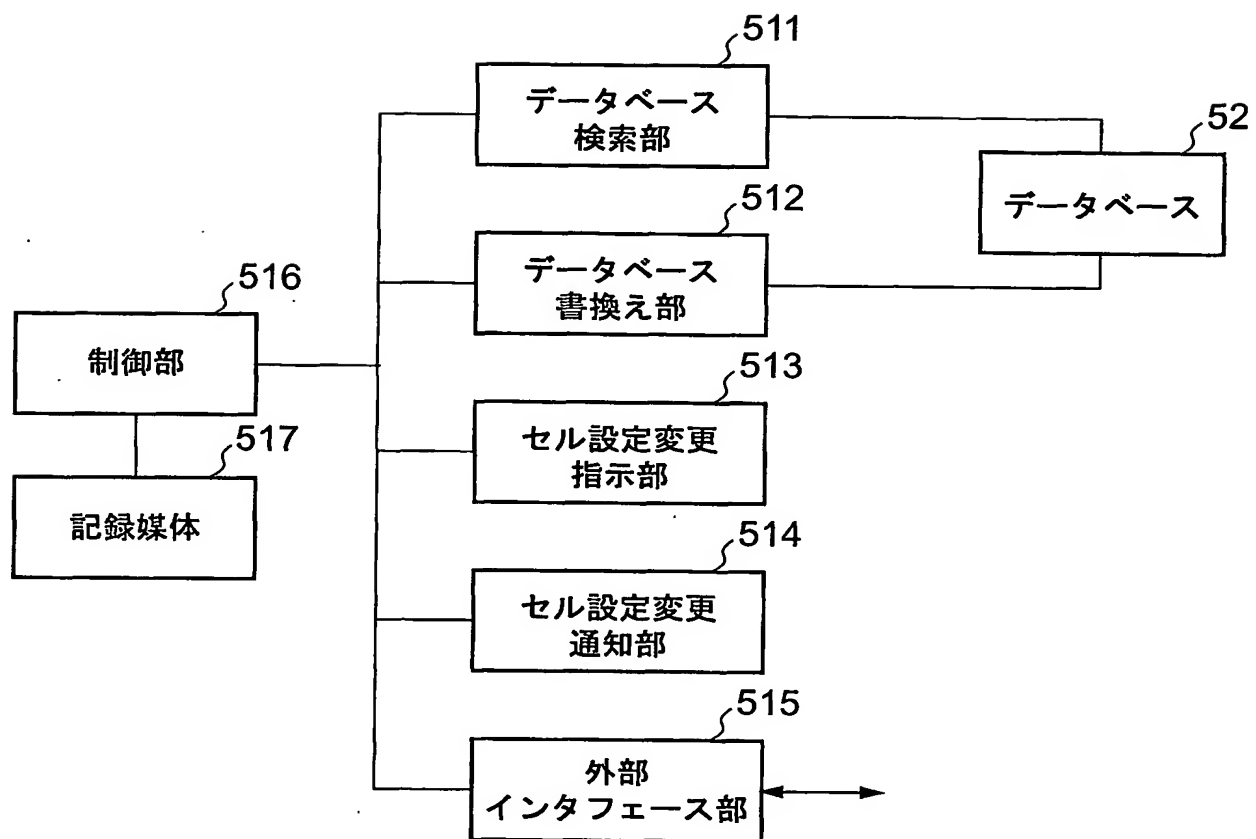 511
データベース
検索部
52
データベース
512
データベース
書換え部
516
制御部
513
セル設定変更
指示部
517
記録媒体
514
セル設定変更
通知部
515
外部
インタフェース部